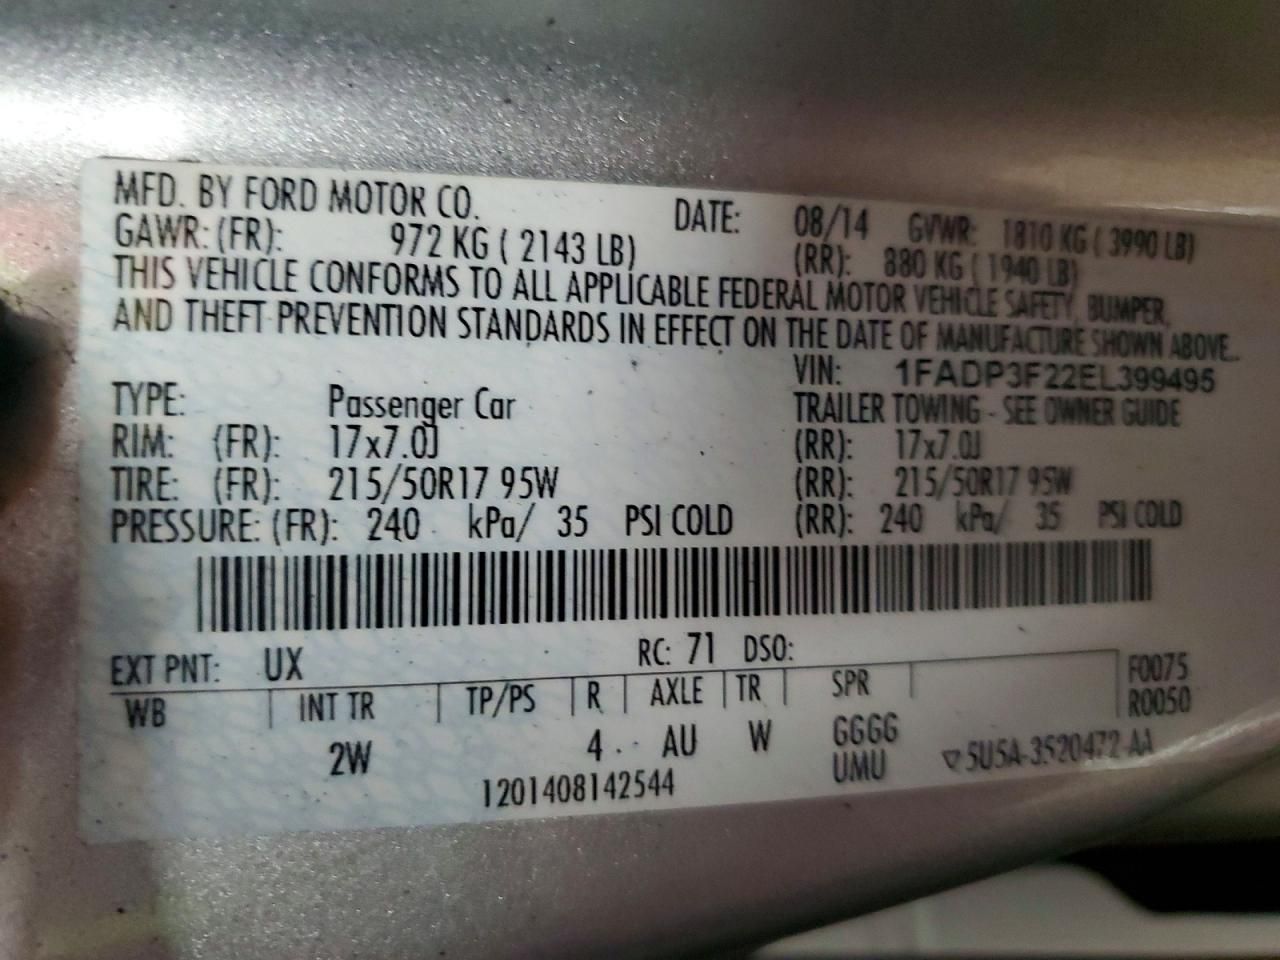 MFD. BY FORD MOTOR CO. DATE: 08/14 GVWR: 1810 KG ( 3990 LB)
GAWR: (FR): 972 KG ( 2143 LB) (RR): 880 KG ( 1940 LB)
THIS VEHICLE CONFORMS TO ALL APPLICABLE FEDERAL MOTOR VEHICLE SAFETY, BUMPER,
AND THEFT PREVENTION STANDARDS IN EFFECT ON THE DATE OF MANUFACTURE SHOWN ABOVE.
VIN: 1FADP3F22EL399495
TYPE: Passenger Car TRAILER TOWING - SEE OWNER GUIDE
RIM: (FR): 17x7.0J (RR): 17x7.0J
TIRE: (FR): 215/50R17 95W (RR): 215/50R17 95W
PRESSURE: (FR): 240 kPa/ 35 PSI COLD (RR): 240 kPa/ 35 PSI COLD
EXT PNT: UX RC: 71 DSO: F0075
WB INT TR TP/PS R AXLE TR SPR R0050
2W 4 AU W GGGG
UMU ▽5U5A-3520472-AA
1201408142544